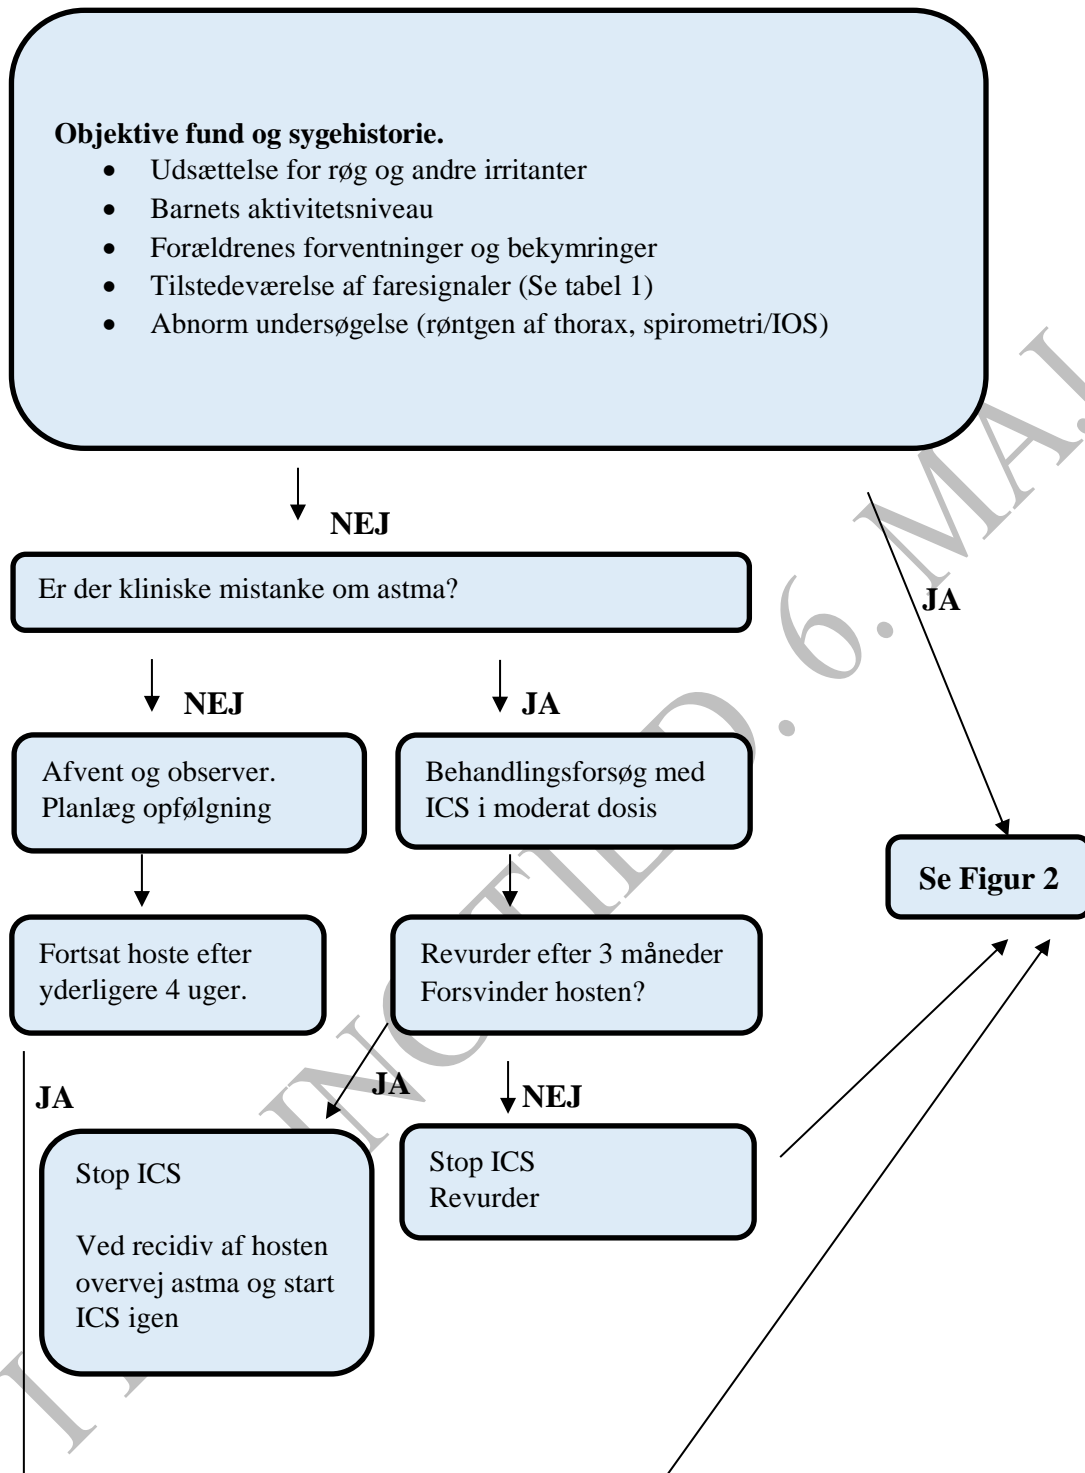 Objektive fund og sygehistorie.
• Udsættelse for røg og andre irritanter
• Barnets aktivitetsniveau
• Forældrenes forventninger og bekymringer
• Tilstedeværelse af faresignaler (Se tabel 1)
• Abnorm undersøgelse (røntgen af thorax, spirometri/IOS)
NEJ
JA
Er der kliniske mistanke om astma?
NEJ
JA
Afvent og observer.
Planlæg opfølgning
Behandlingsforsøg med
ICS i moderat dosis
Se Figur 2
Fortsat hoste efter
yderligere 4 uger.
Revurder efter 3 måneder
Forsvinder hosten?
JA
JA
NEJ
Stop ICS
Ved recidiv af hosten
overvej astma og start
ICS igen
Stop ICS
Revurder
6. MAJ